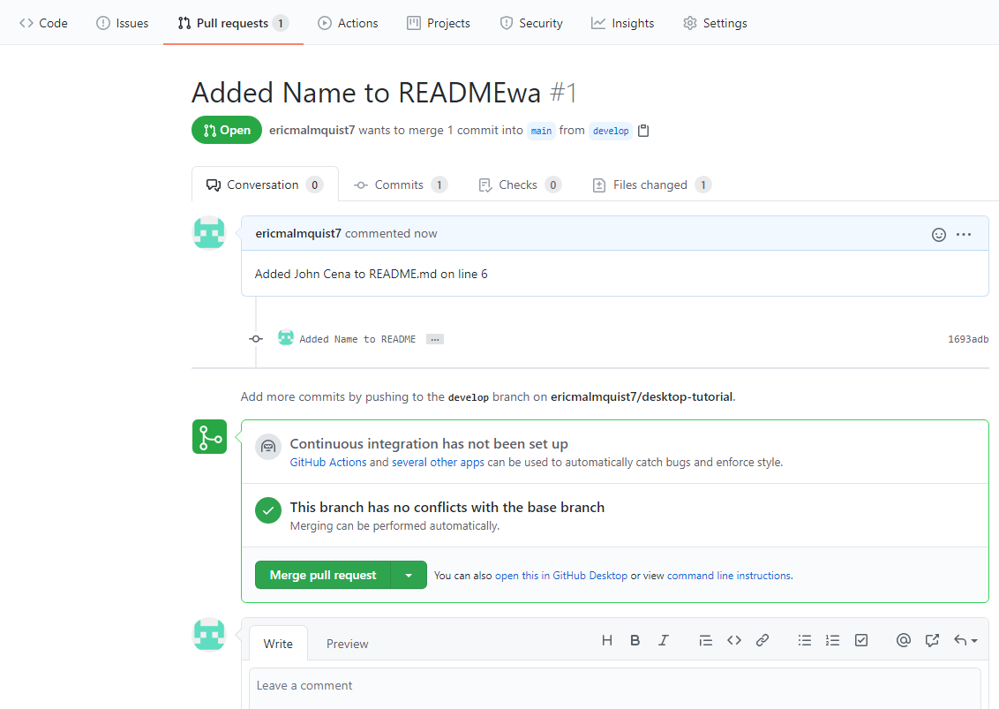 Code Issues Pull requests 1 Actions Projects Security Insights Settings
Added Name to READMEwa #1
Open ericmalmquist7 wants to merge 1 commit into main from develop
Conversation 0 Commits 1 Checks 0 Files changed 1
ericmalmquist7 commented now
Added John Cena to README.md on line 6
Added Name to README ... 1693adb
Add more commits by pushing to the develop branch on ericmalmquist7/desktop-tutorial.
Continuous integration has not been set up
GitHub Actions and several other apps can be used to automatically catch bugs and enforce style.
This branch has no conflicts with the base branch
Merging can be performed automatically.
Merge pull request You can also open this in GitHub Desktop or view command line instructions.
Write Preview
Leave a comment